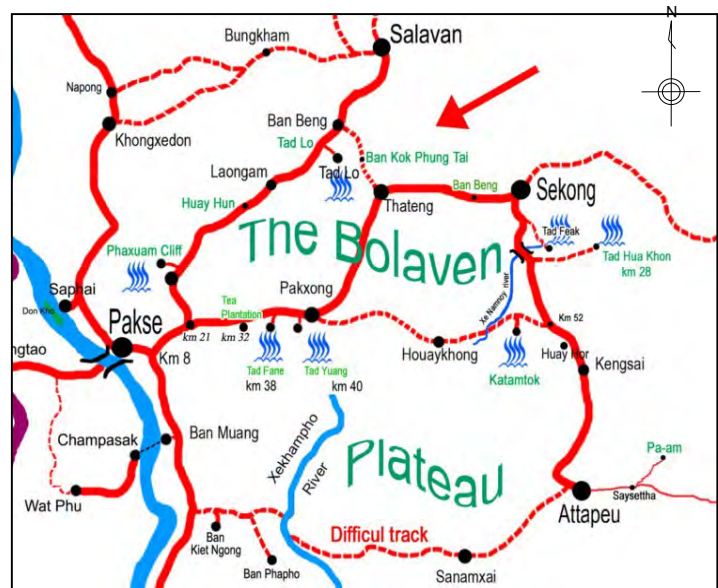 N
Bungkham
Salavan
Napong
Khongxedon
Ban Beng
Tad Lo
Ban Kok Phung Tai
Tad Lo
Laongam
Huay Hun
Thateng
Ban Beng
Sekong
The Bolaven
Tad Feak
Tad Hua Khon
km 28
Phaxuam Cliff
Saphai
Don Kho
Pakse
Tea
Plantation
Pakxong
Xe Namnoy river
km 21
km 32
Km 52
ngtao
Km 8
Houaykhong
Huay Hor
Kengsai
Tad Fane
km 38
Tad Yuang
km 40
Katamtok
Champasak
Ban Muang
Xekhampho
River
Plateau
Pa-am
Wat Phu
Saysettha
Attapeu
Ban
Kiet Ngong
Difficul track
Ban Phapho
Sanamxai